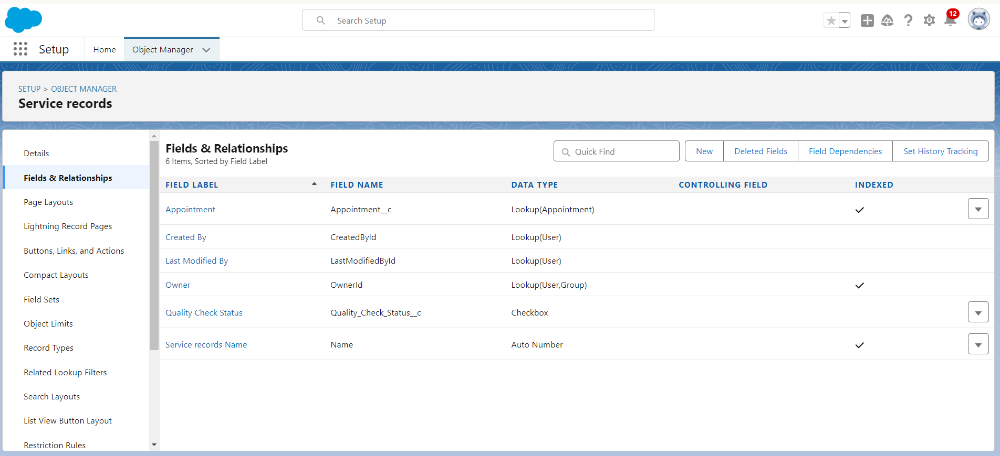 Search Setup
12
Setup
Home
Object Manager
SETUP > OBJECT MANAGER
Service records
Details
Fields & Relationships
Page Layouts
Lightning Record Pages
Buttons, Links, and Actions
Compact Layouts
Field Sets
Object Limits
Record Types
Related Lookup Filters
Search Layouts
List View Button Layout
Restriction Rules
Fields & Relationships
6 Items, Sorted by Field Label
Quick Find
New
Deleted Fields
Field Dependencies
Set History Tracking
FIELD LABEL FIELD NAME DATA TYPE CONTROLLING FIELD INDEXED
Appointment Appointment__c Lookup(Appointment)
Created By CreatedById Lookup(User)
Last Modified By LastModifiedById Lookup(User)
Owner OwnerId Lookup(User,Group)
Quality Check Status Quality_Check_Status__c Checkbox
Service records Name Name Auto Number